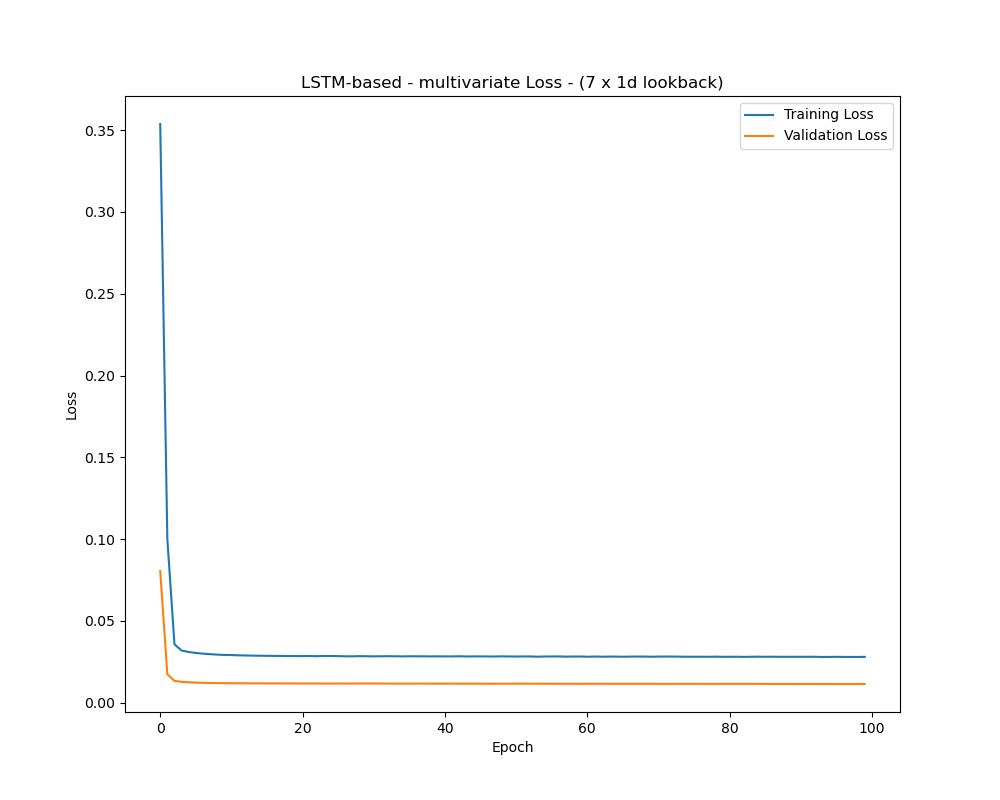 LSTM-based - multivariate Loss - (7 x 1d lookback)
Training Loss
Validation Loss
0.35
0.30
0.25
0.20
0.15
0.10
0.05
0.00
Loss
0
20
40
60
80
100
Epoch